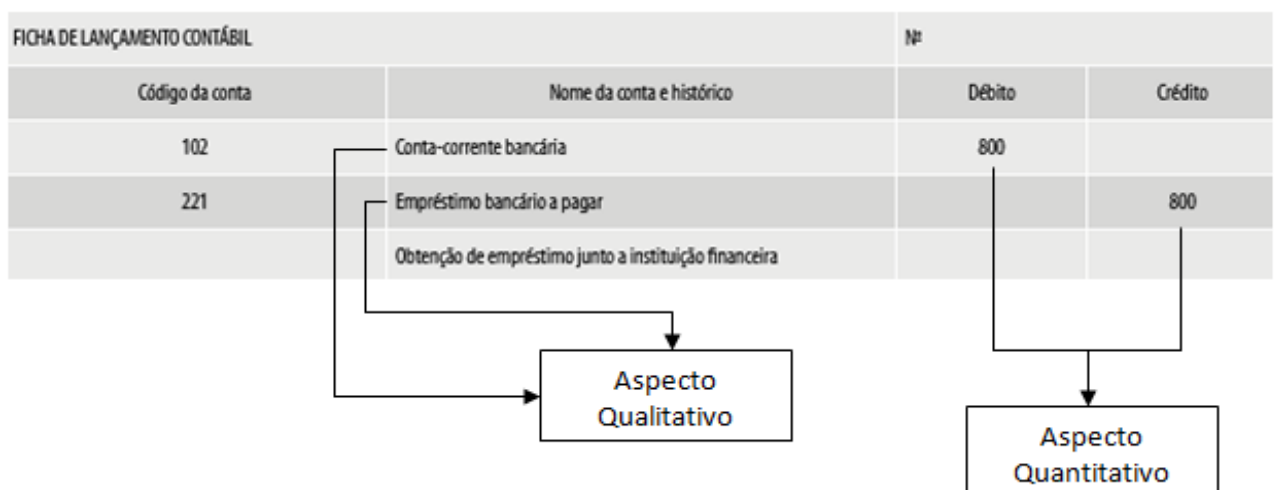 FICHA DE LANÇAMENTO CONTÁBIL Nº
Código da conta Nome da conta e histórico Débito Crédito
102 Conta-corrente bancária 800
221 Empréstimo bancário a pagar 800
Obtenção de empréstimo junto a instituição financeira
Aspecto
Qualitativo
Aspecto
Quantitativo